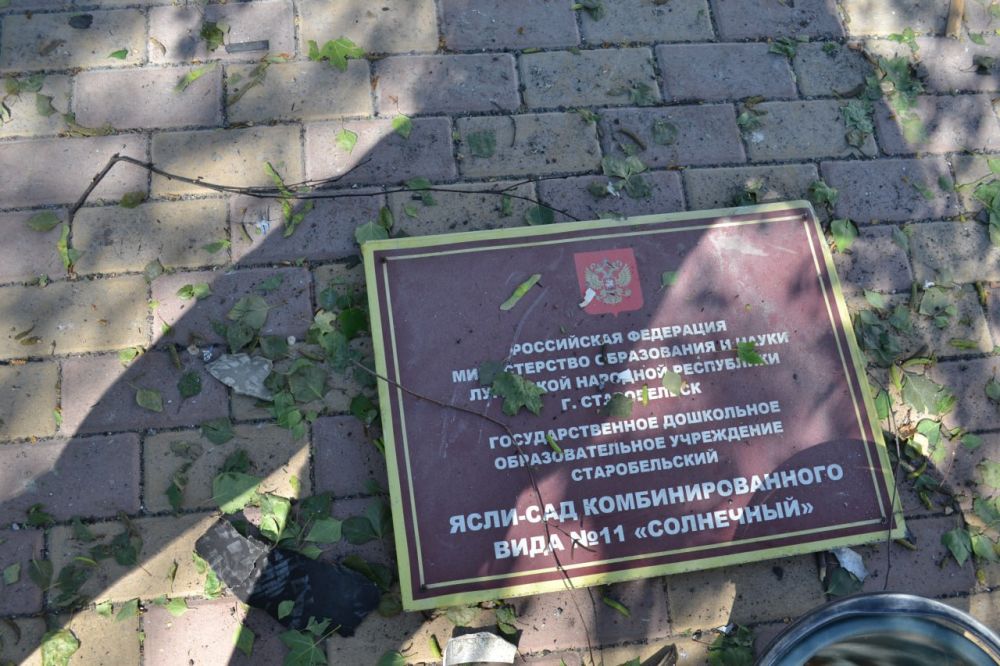 РОССИЙСКАЯ ФЕДЕРАЦИЯ
МИНИСТЕРСТВО ОБРАЗОВАНИЯ И НАУКИ
ЛУГАНСКОЙ НАРОДНОЙ РЕСПУБЛИКИ
Г. СТАРОБЕЛЬСК
ГОСУДАРСТВЕННОЕ ДОШКОЛЬНОЕ
ОБРАЗОВАТЕЛЬНОЕ УЧРЕЖДЕНИЕ
СТАРОБЕЛЬСКИЙ
ЯСЛИ-САД КОМБИНИРОВАННОГО
ВИДА №11 «СОЛНЕЧНЫЙ»